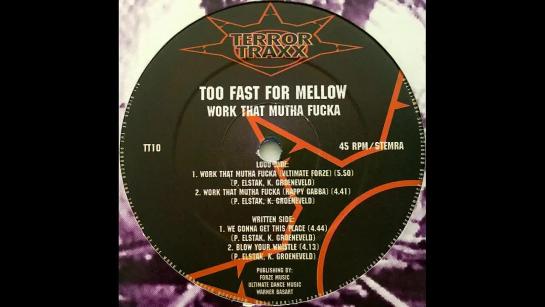 TERROR
TRAXX
TOO FAST FOR MELLOW
WORK THAT MUTHA FUCKA
TT10
45 RPM/STEMRA
LOGO SIDE:
1. WORK THAT MUTHA FUCKA (ULTIMATE FORZE) (5.50)
(P. ELSTAK, K. GROENEVELD)
2. WORK THAT MUTHA FUCKA (HAPPY GABBA) (4.41)
(P. ELSTAK, K. GROENEVELD)
WRITTEN SIDE:
1. WE GONNA GET THIS PLACE (4.44)
(P. ELSTAK, K. GROENEVELD)
2. BLOW YOUR WHISTLE (4.13)
(P. ELSTAK, K. GROENEVELD)
PUBLISHING BY:
FORZE MUSIC
ULTIMATE DANCE MUSIC
WARNER BASART